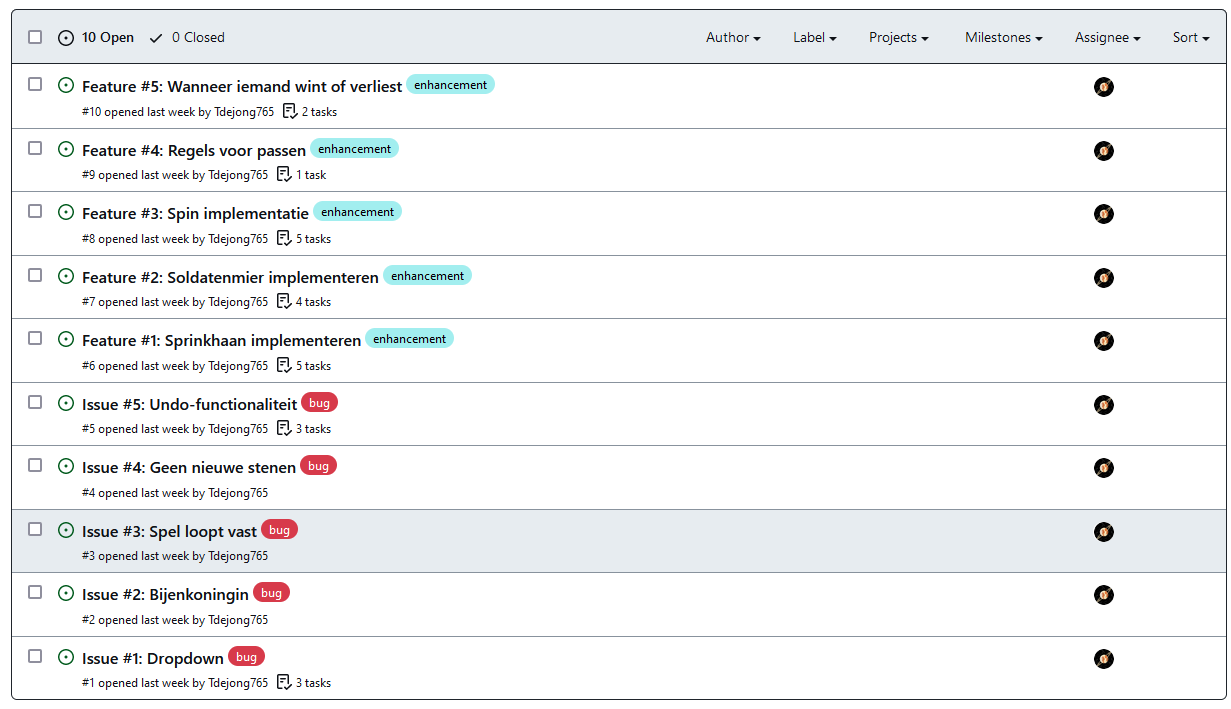 10 Open 0 Closed Author Label Projects Milestones Assignee Sort
Feature #5: Wanneer iemand wint of verliest enhancement
#10 opened last week by Tdejong765 2 tasks
Feature #4: Regels voor passen enhancement
#9 opened last week by Tdejong765 1 task
Feature #3: Spin implementatie enhancement
#8 opened last week by Tdejong765 5 tasks
Feature #2: Soldatenmier implementeren enhancement
#7 opened last week by Tdejong765 4 tasks
Feature #1: Sprinkhaan implementeren enhancement
#6 opened last week by Tdejong765 5 tasks
Issue #5: Undo-functionaliteit bug
#5 opened last week by Tdejong765 3 tasks
Issue #4: Geen nieuwe stenen bug
#4 opened last week by Tdejong765
Issue #3: Spel loopt vast bug
#3 opened last week by Tdejong765
Issue #2: Bijenkoningin bug
#2 opened last week by Tdejong765
Issue #1: Dropdown bug
#1 opened last week by Tdejong765 3 tasks